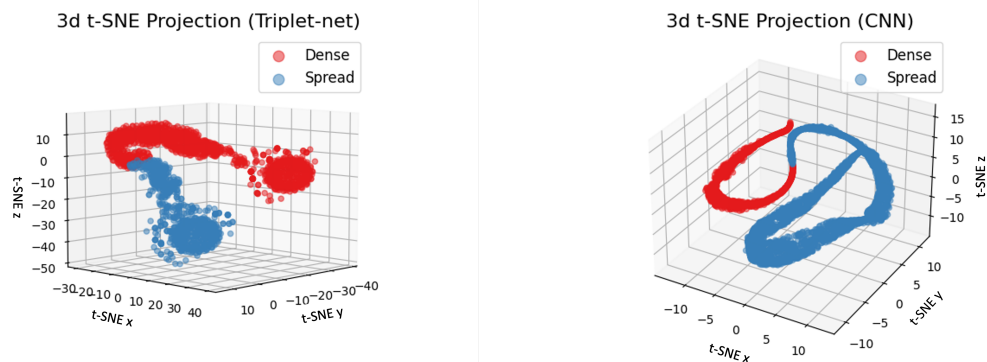 3d t-SNE Projection (Triplet-net)
Dense
Spread
10
0
−10
−20
−30
−40
−50
t-SNE z
−30 −20 −10 0 10 20 30 40
t-SNE x
10 0 −10 −20 −30 −40
t-SNE y
3d t-SNE Projection (CNN)
Dense
Spread
15
10
5
0
−5
−10
t-SNE z
−10 −5 0 5 10
t-SNE x
−10 −5 0 5 10
t-SNE y